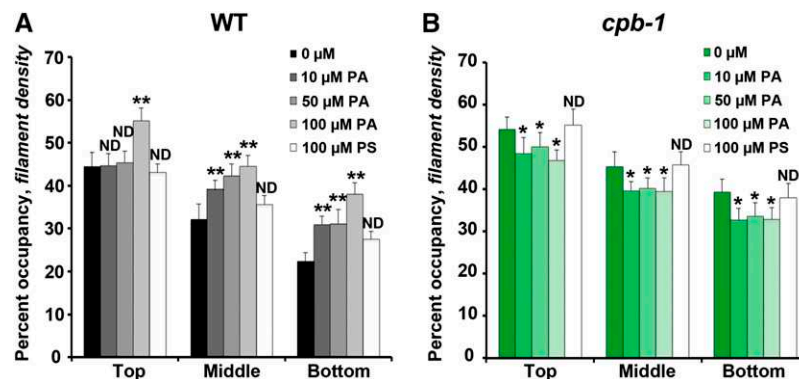 A
WT
Percent occupancy, filament density
70
60
50
40
30
20
10
0
0 µM
10 µM PA
50 µM PA
100 µM PA
100 µM PS
ND
ND
**
ND
**
**
**
ND
**
**
**
ND
Top
Middle
Bottom
B
cpb-1
Percent occupancy, filament density
70
60
50
40
30
20
10
0
0 µM
10 µM PA
50 µM PA
100 µM PA
100 µM PS
*
*
*
ND
*
*
*
ND
*
*
*
ND
Top
Middle
Bottom